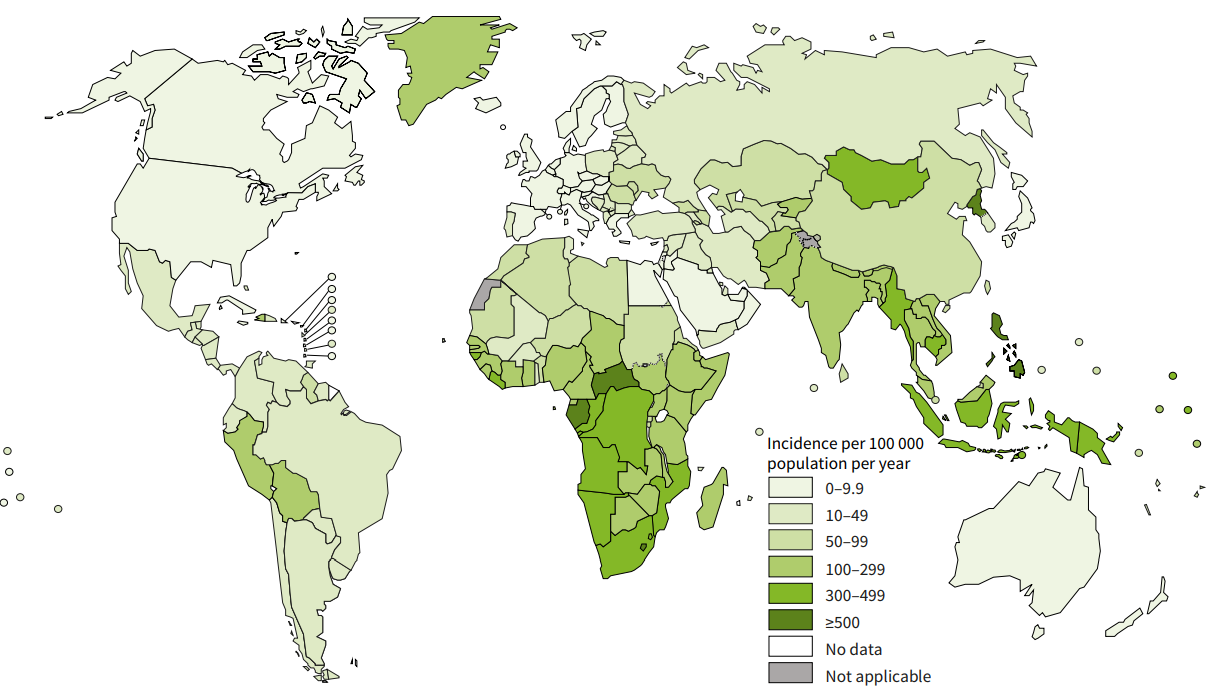 Incidence per 100 000
population per year
0–9.9
10–49
50–99
100–299
300–499
≥500
No data
Not applicable